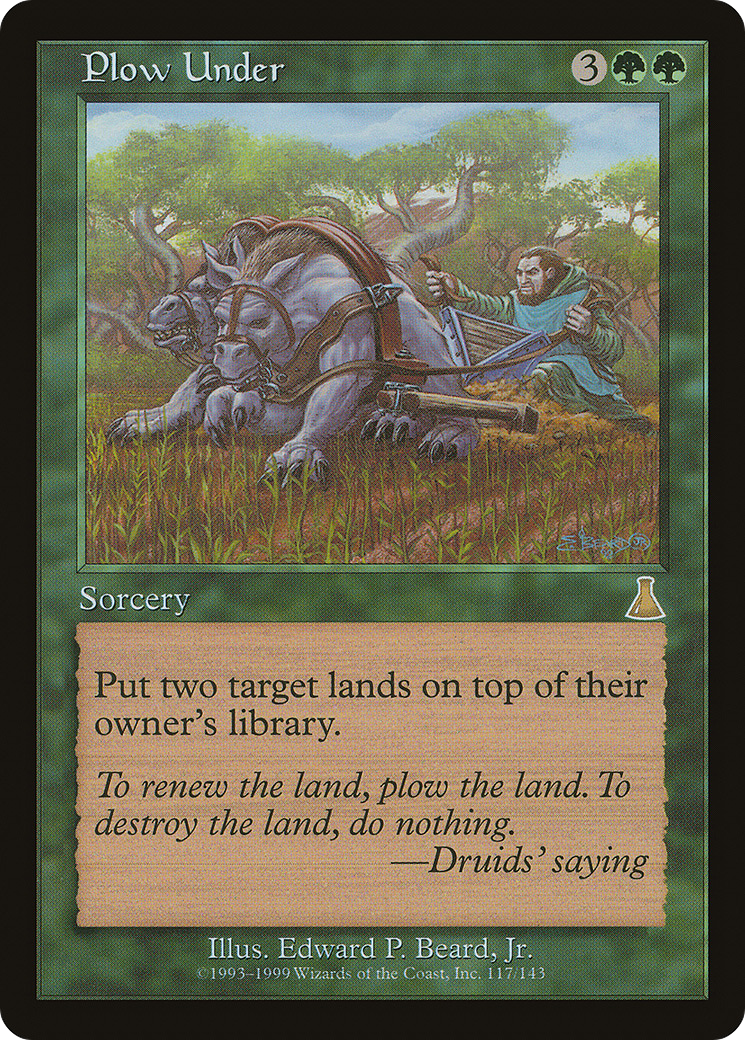 Plow Under
3
E. BEARD JR
Sorcery
Put two target lands on top of their
owner's library.
To renew the land, plow the land. To
destroy the land, do nothing.
—Druids' saying
Illus. Edward P. Beard, Jr.
©1993–1999 Wizards of the Coast, Inc. 117/143